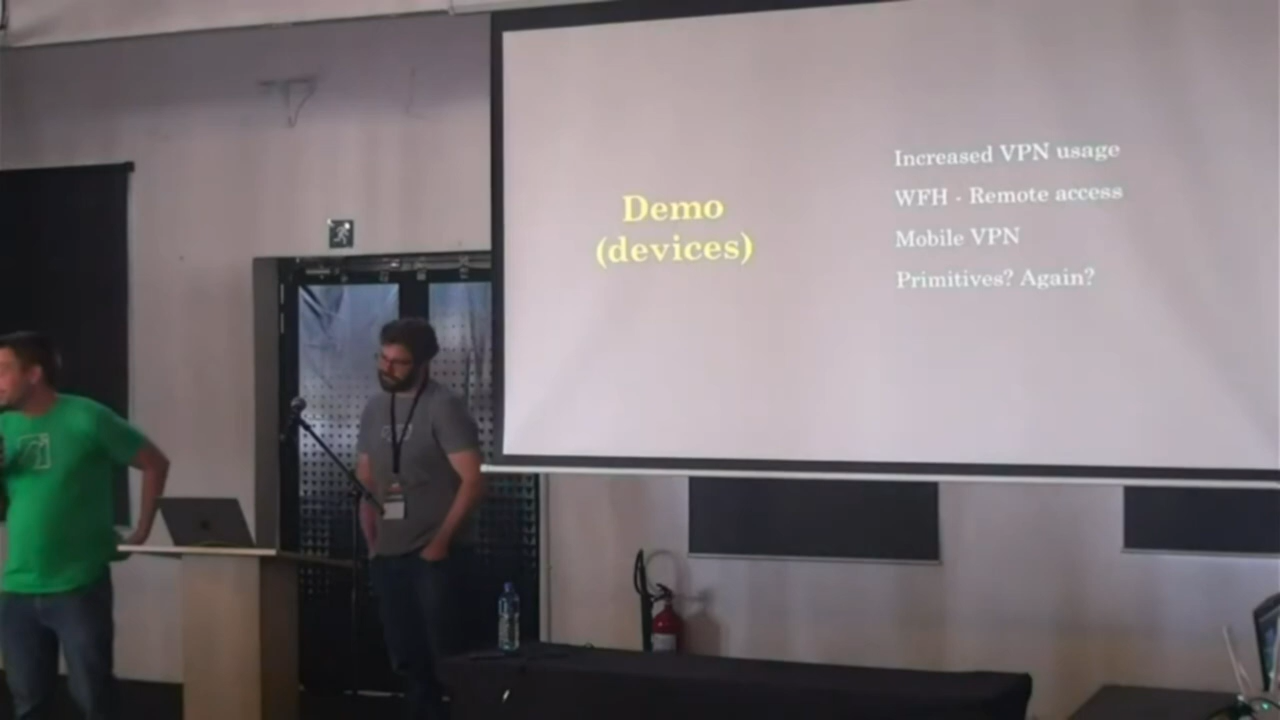 Demo
(devices)
Increased VPN usage
WFH - Remote access
Mobile VPN
Primitives? Again?